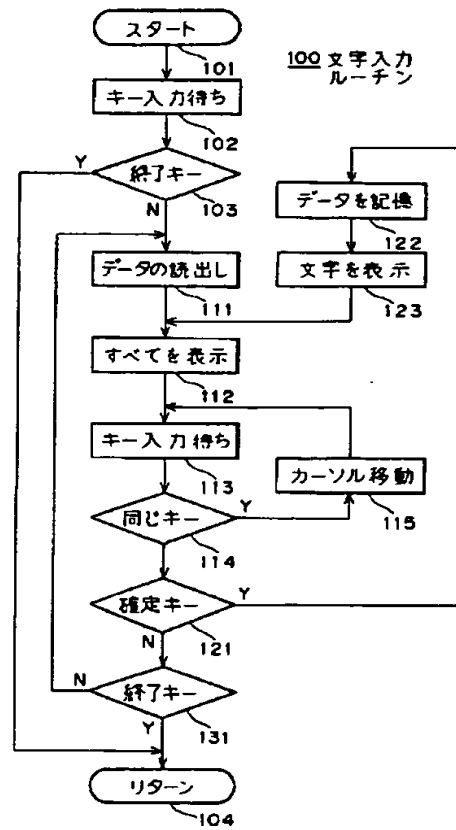 スタート
101
100 文字入力
ルーチン
キー入力待ち
102
Y
終了キー
N
103
データを記憶
122
データの読出し
111
文字を表示
123
すべてを表示
112
キー入力待ち
113
カーソル移動
115
同じキー
Y
114
確定キー
Y
N
121
N
終了キー
Y
131
リターン
104